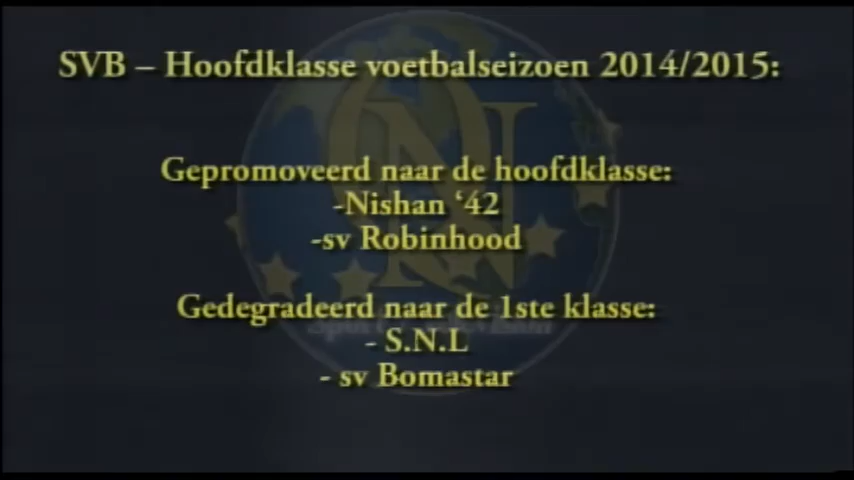 SVB – Hoofdklasse voetbalseizoen 2014/2015:
Gepromoveerd naar de hoofdklasse:
-Nishan ‘42
-sv Robinhood
Gedegradeerd naar de 1ste klasse:
- S.N.L
- sv Bomastar